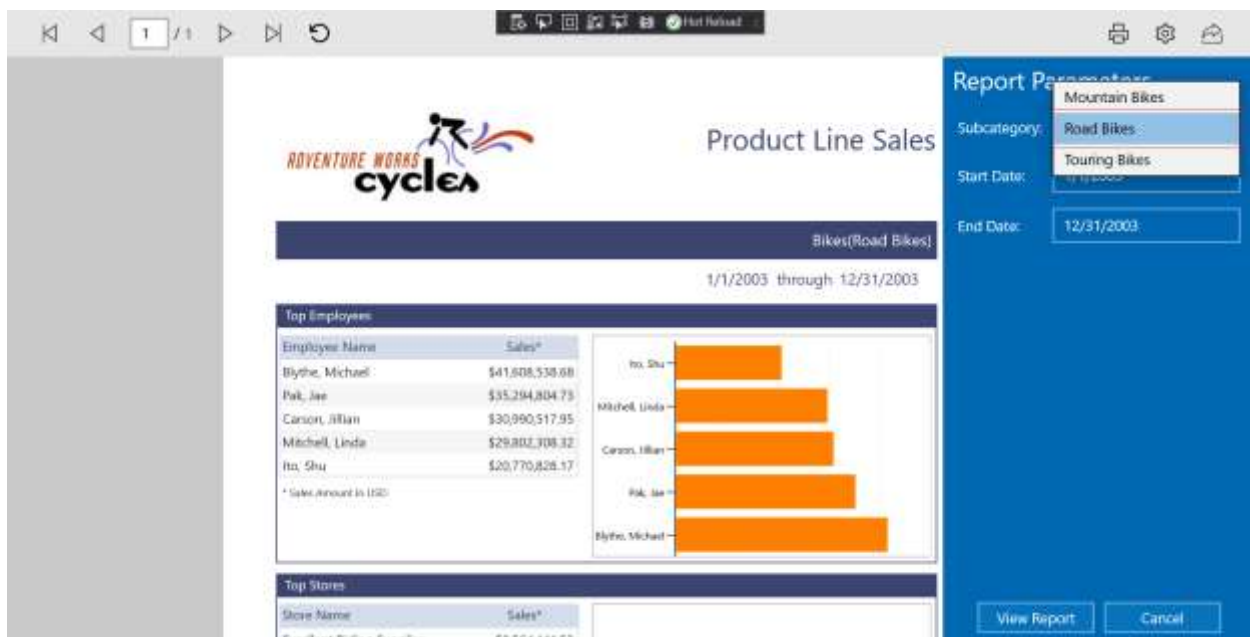 1 / 1
Hot Reload
Report Parameters
Mountain Bikes
Subcategory:
Road Bikes
Touring Bikes
Start Date:
End Date:
12/31/2003
ADVENTURE WORKS
cycles
Product Line Sales
Bikes(Road Bikes)
1/1/2003 through 12/31/2003
Top Employees
Employee Name Sales*
Blythe, Michael $41,608,538.68
Pak, Jae $35,294,804.73
Carson, Jillian $30,990,517.95
Mitchell, Linda $29,802,308.32
Ito, Shu $20,770,828.17
* Sales Amount in USD
Ito, Shu
Mitchell, Linda
Carson, Jillian
Pak, Jae
Blythe, Michael
Top Stores
Store Name Sales*
View Report
Cancel